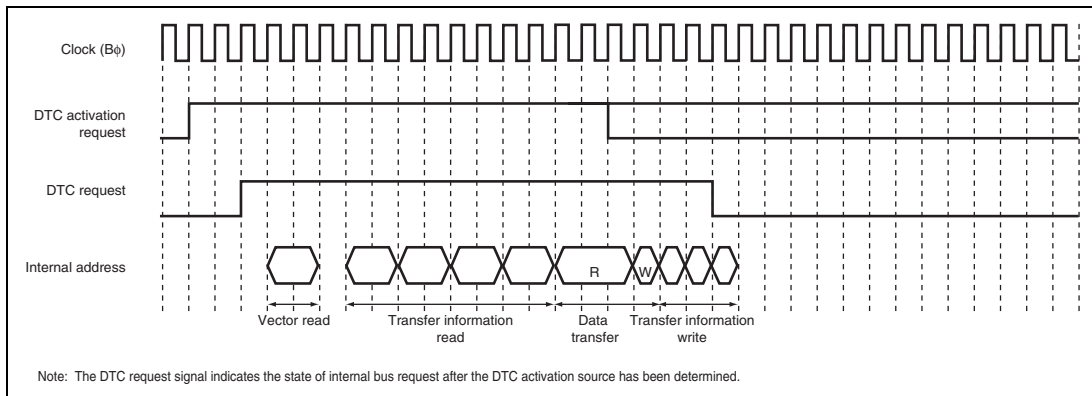 Clock (Bϕ)
DTC activation
request
DTC request
Internal address
R
W
Vector read
Transfer information
read
Data
transfer
Transfer information
write
Note: The DTC request signal indicates the state of internal bus request after the DTC activation source has been determined.